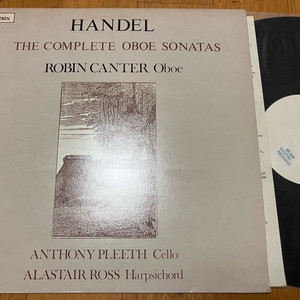 HANDEL
THE COMPLETE OBOE SONATAS
ROBIN CANTER Oboe
ANTHONY PLEETH Cello
ALASTAIR ROSS Harpsichord